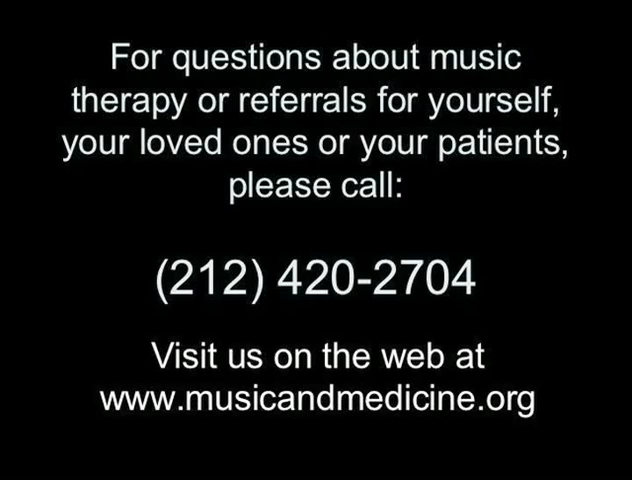 For questions about music
therapy or referrals for yourself,
your loved ones or your patients,
please call:
(212) 420-2704
Visit us on the web at
www.musicandmedicine.org